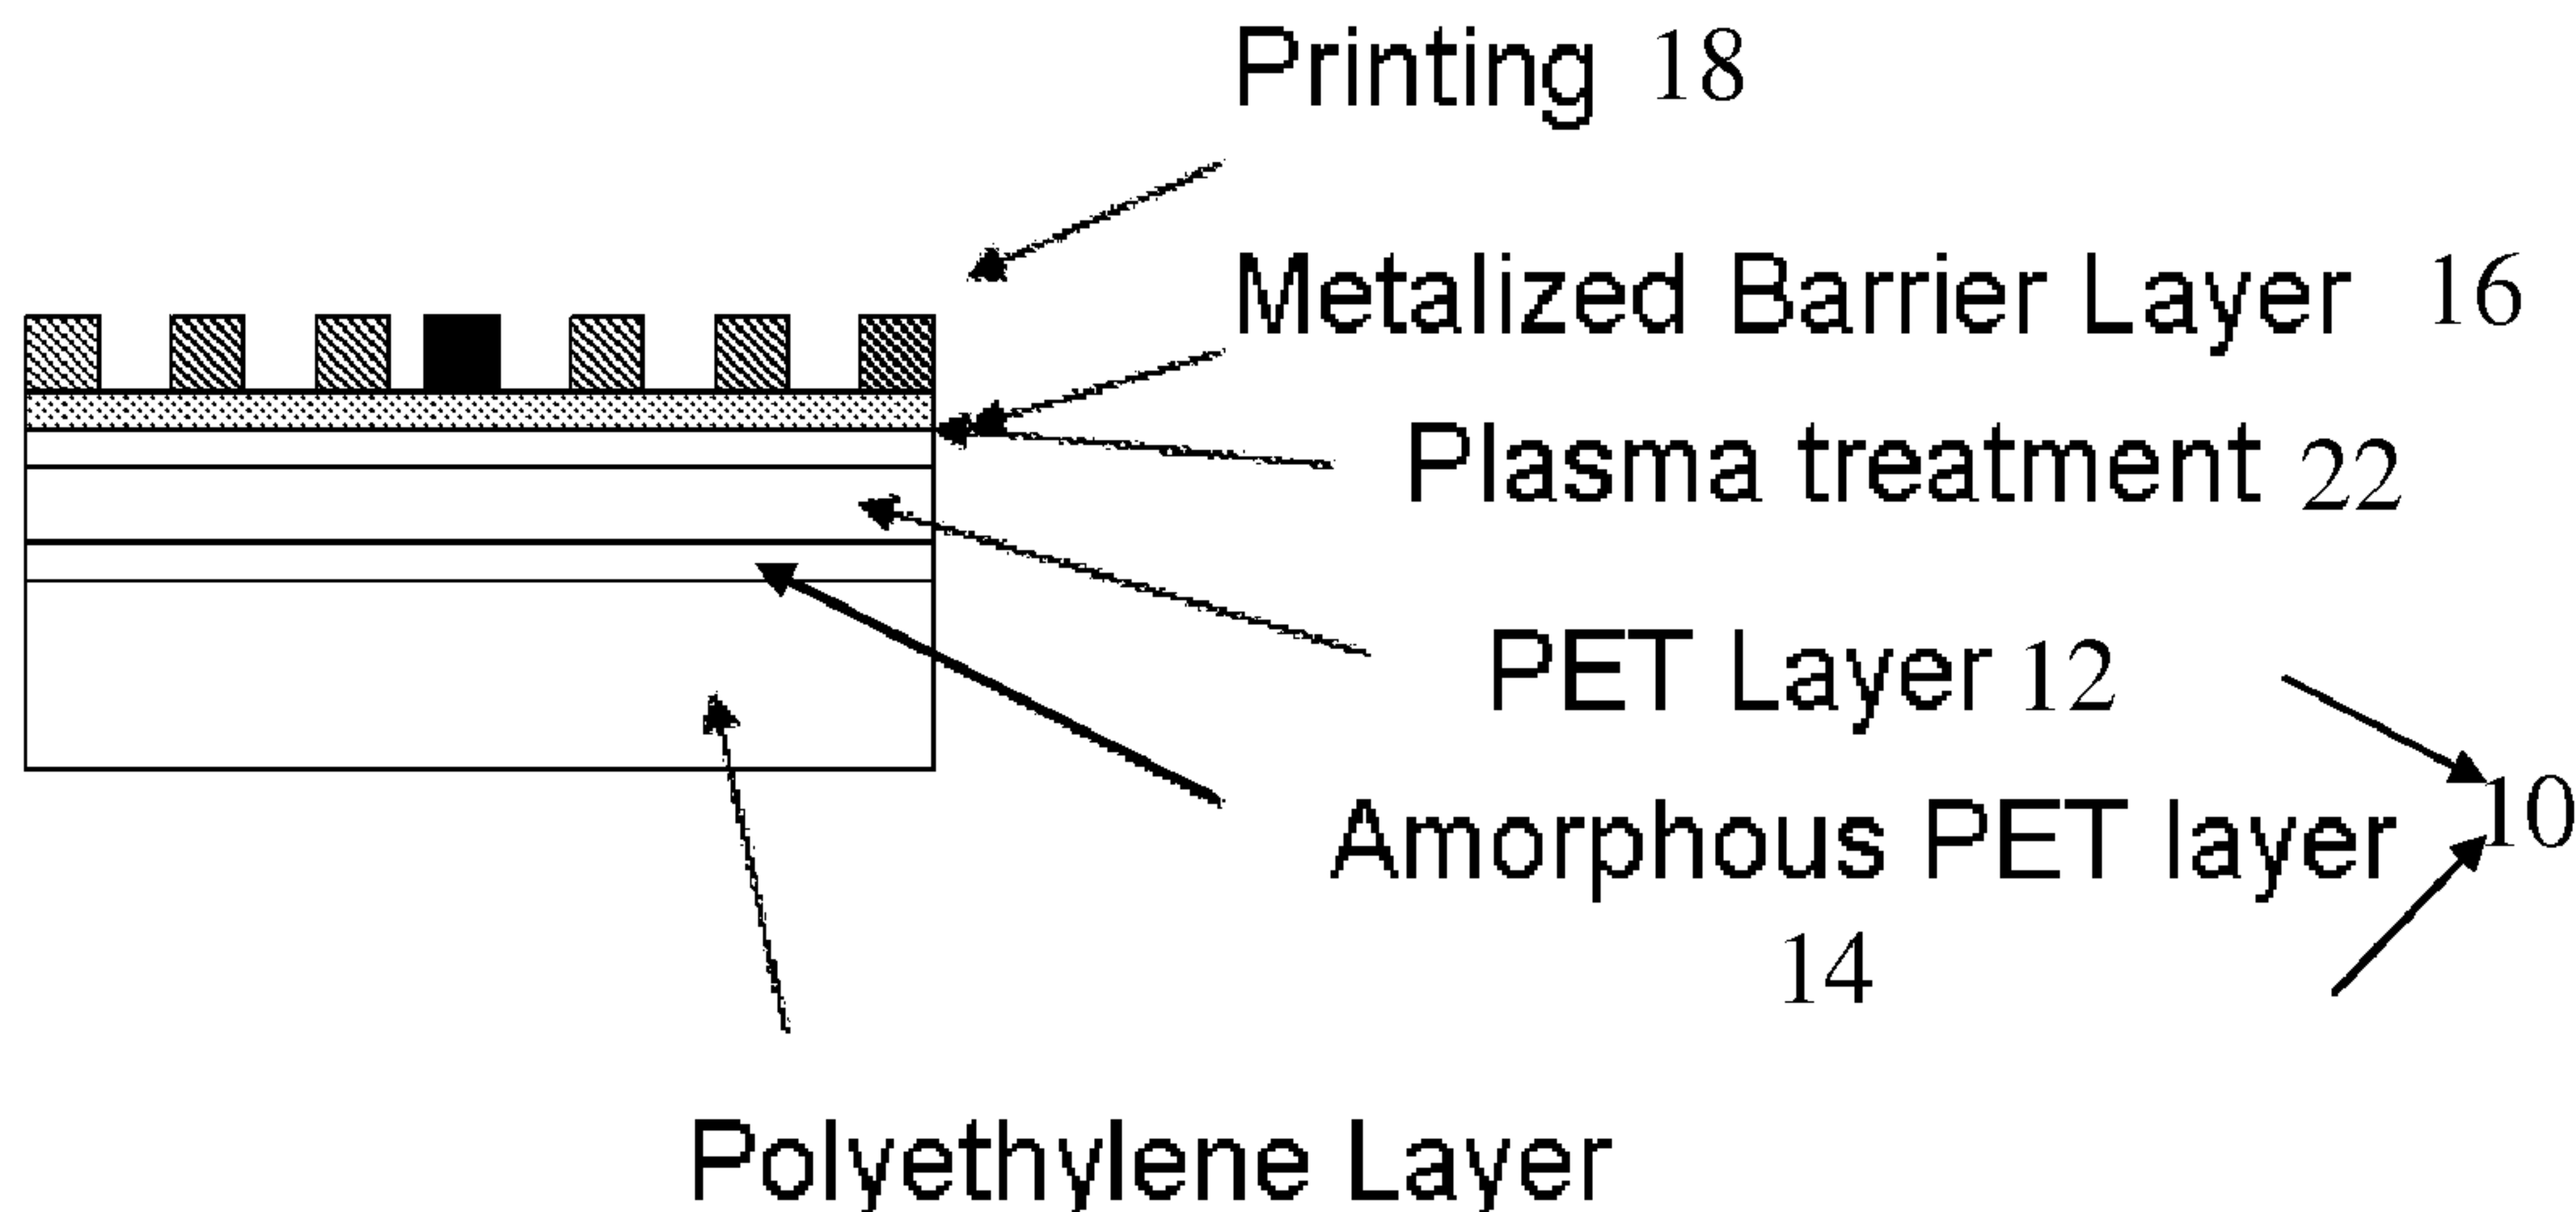 Printing 18
Metalized Barrier Layer 16
Plasma treatment 22
PET Layer 12
10
Amorphous PET layer
14
Polyethylene Layer